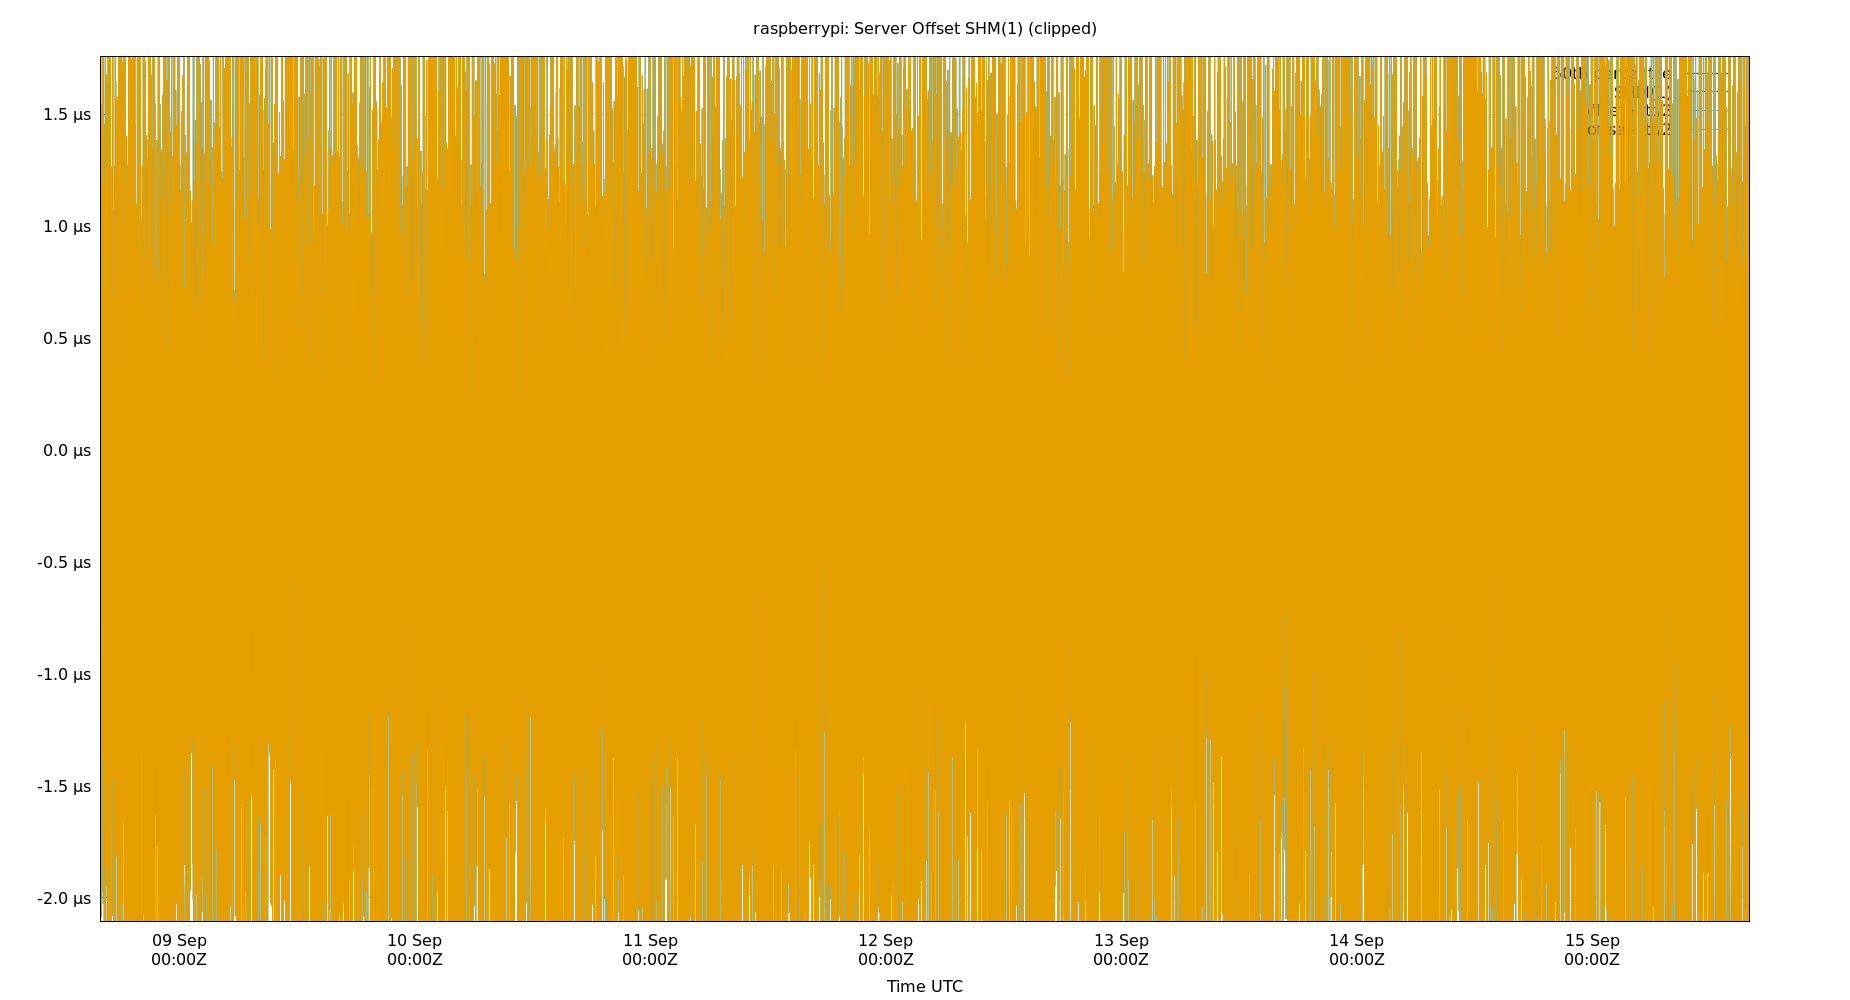 raspberrypi: Server Offset SHM(1) (clipped)
1.5 µs
1.0 µs
0.5 µs
0.0 µs
-0.5 µs
-1.0 µs
-1.5 µs
-2.0 µs
09 Sep 10 Sep 11 Sep 12 Sep 13 Sep 14 Sep 15 Sep
00:00Z 00:00Z 00:00Z 00:00Z 00:00Z 00:00Z 00:00Z
Time UTC